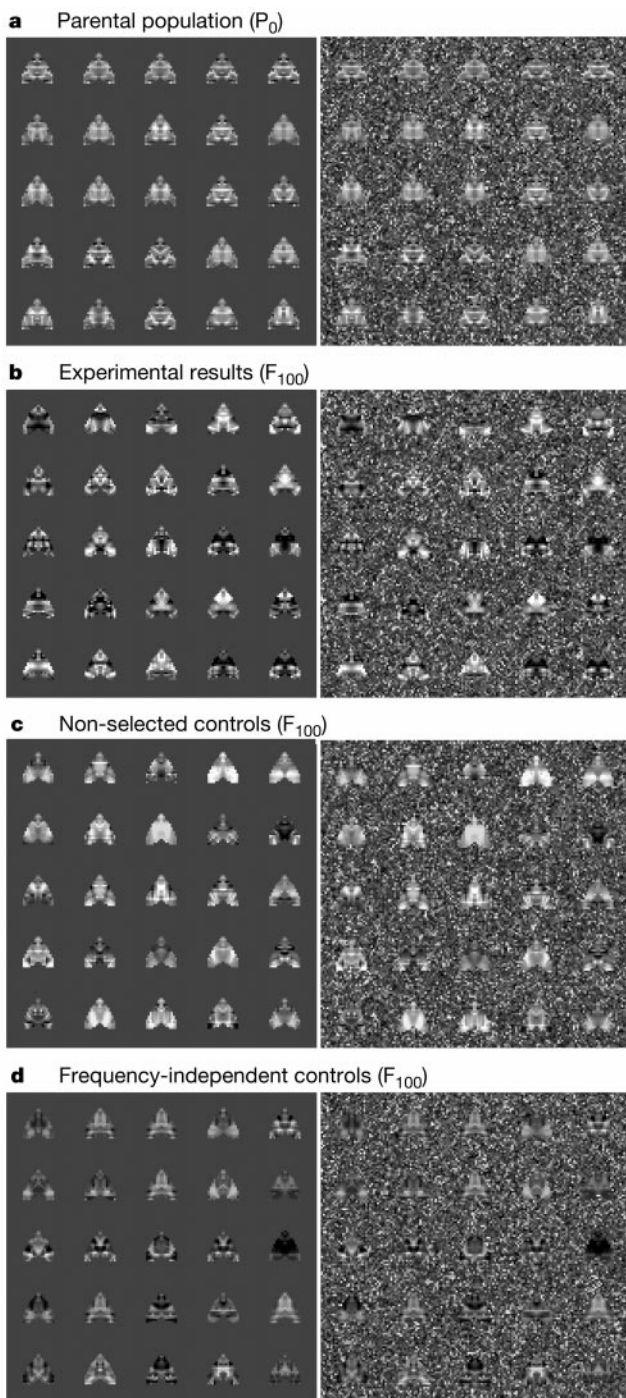 a Parental population (P₀)
b Experimental results (F₁₀₀)
c Non-selected controls (F₁₀₀)
d Frequency-independent controls (F₁₀₀)